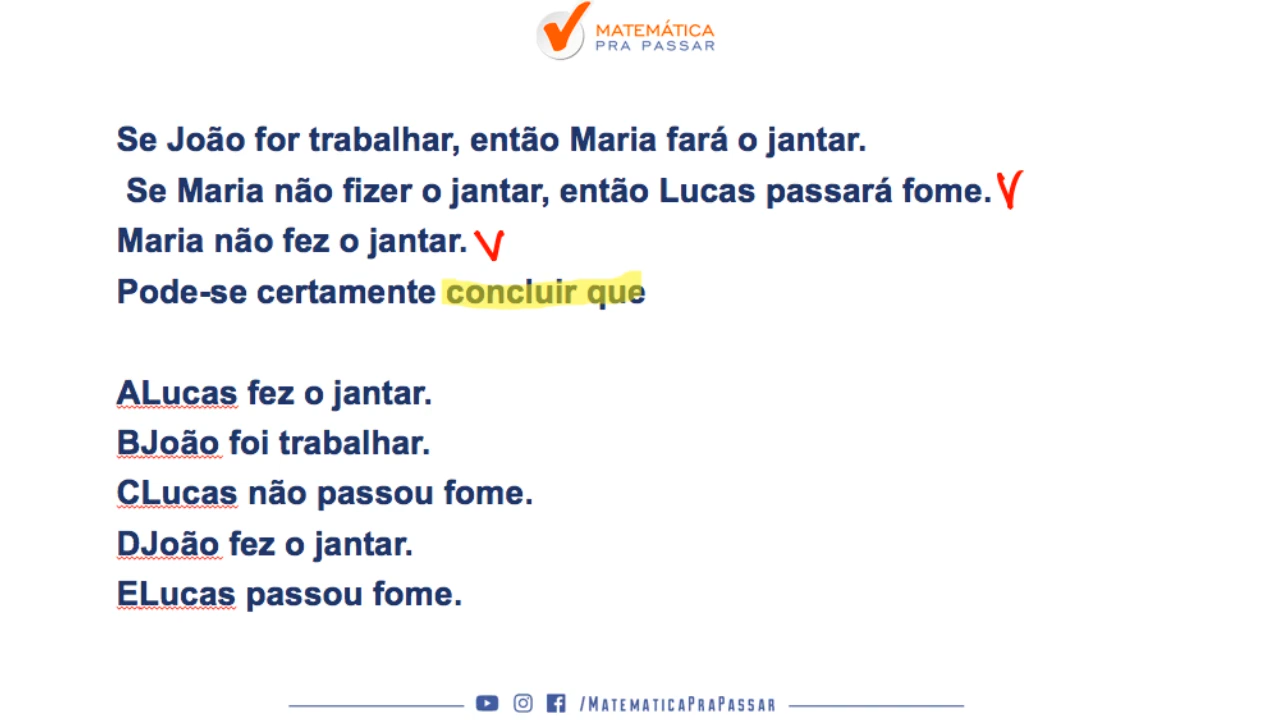 MATEMÁTICA
PRA PASSAR
Se João for trabalhar, então Maria fará o jantar.
Se Maria não fizer o jantar, então Lucas passará fome. V
Maria não fez o jantar. V
Pode-se certamente concluir que
ALucas fez o jantar.
BJoão foi trabalhar.
CLucas não passou fome.
DJoão fez o jantar.
ELucas passou fome.
/MATEMATICAPRAPASSAR